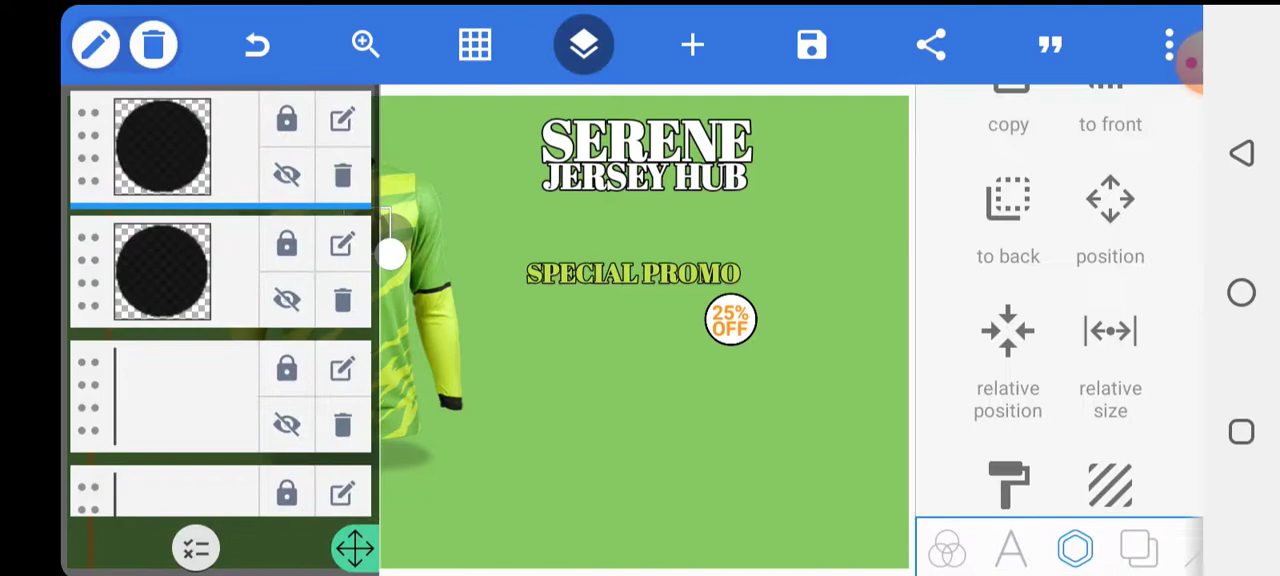 copy
to front
SERENE
JERSEY HUB
to back
position
SPECIAL PROMO
25%
OFF
relative
position
relative
size